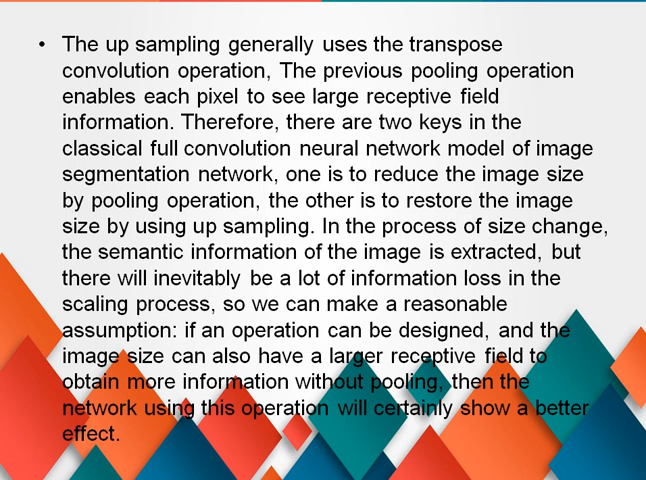 • The up sampling generally uses the transpose
convolution operation, The previous pooling operation
enables each pixel to see large receptive field
information. Therefore, there are two keys in the
classical full convolution neural network model of image
segmentation network, one is to reduce the image size
by pooling operation, the other is to restore the image
size by using up sampling. In the process of size change,
the semantic information of the image is extracted, but
there will inevitably be a lot of information loss in the
scaling process, so we can make a reasonable
assumption: if an operation can be designed, and the
image size can also have a larger receptive field to
obtain more information without pooling, then the
network using this operation will certainly show a better
effect.